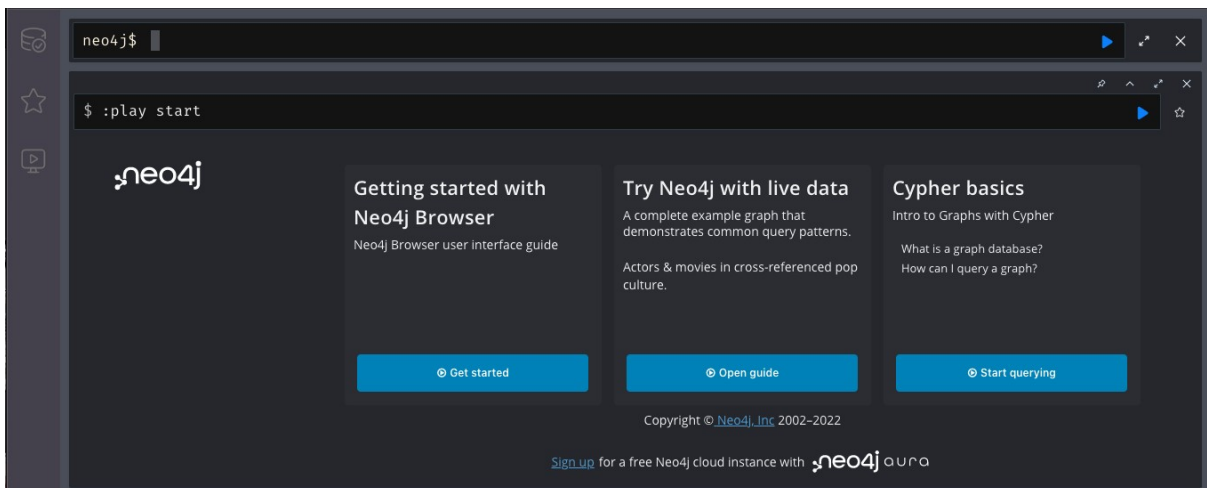 neo4j$
$ :play start
neo4j
Getting started with
Neo4j Browser
Neo4j Browser user interface guide
Get started
Try Neo4j with live data
A complete example graph that
demonstrates common query patterns.
Actors & movies in cross-referenced pop
culture.
Open guide
Cypher basics
Intro to Graphs with Cypher
What is a graph database?
How can I query a graph?
Start querying
Copyright © Neo4j, Inc 2002–2022
Sign up for a free Neo4j cloud instance with neo4j aura